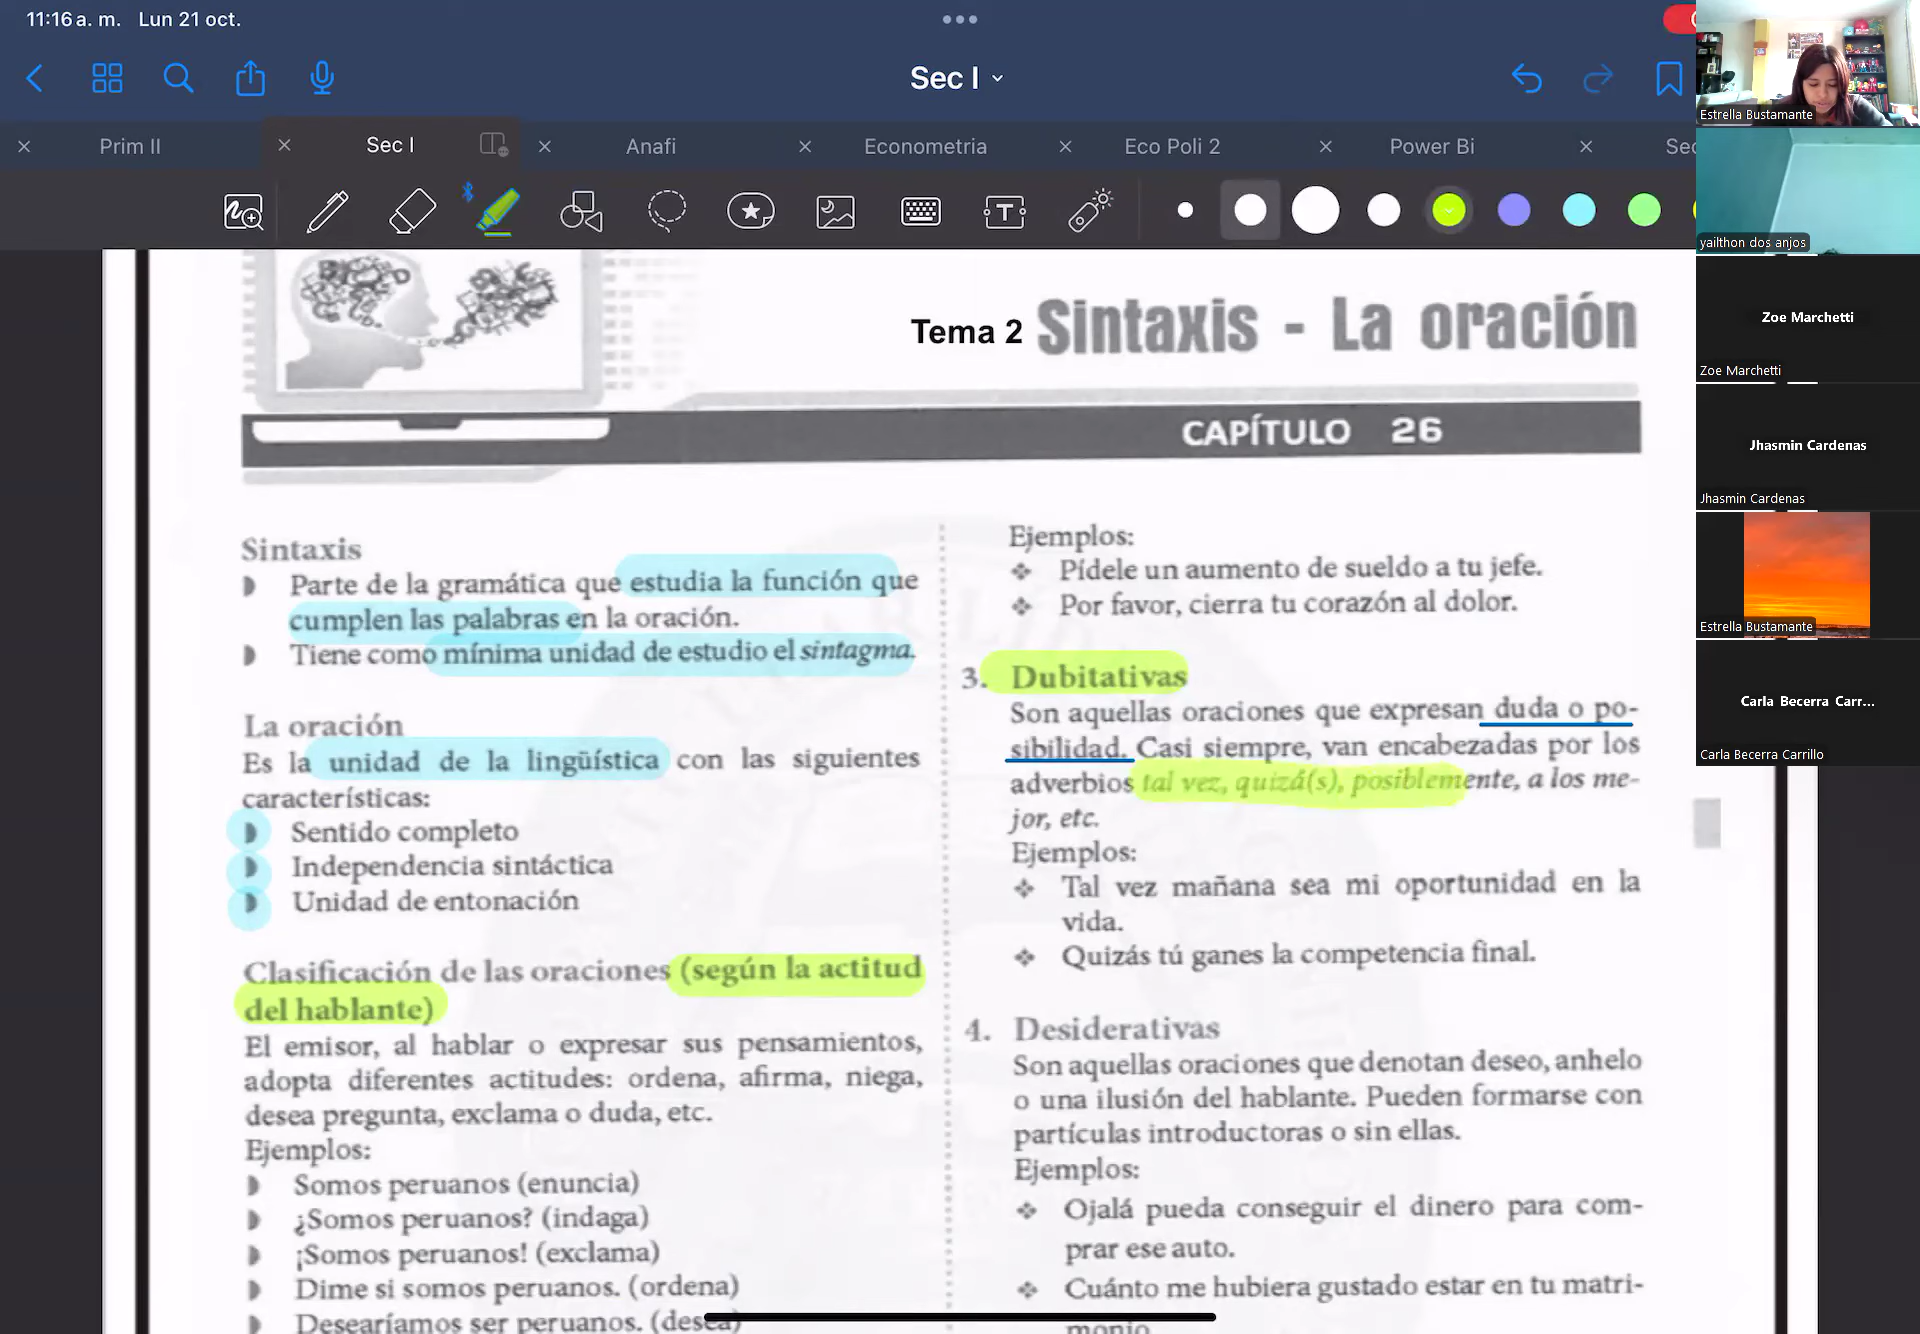 11:16 a. m. Lun 21 oct.
Sec I
Prim II
Sec I
Anafi
Econometria
Eco Poli 2
Power Bi
Sec
Tema 2 Sintaxis - La oración
CAPÍTULO 26
Sintaxis
Parte de la gramática que estudia la función que
cumplen las palabras en la oración.
Tiene como mínima unidad de estudio el sintagma.
La oración
Es la unidad de la lingüística con las siguientes
características:
Sentido completo
Independencia sintáctica
Unidad de entonación
Clasificación de las oraciones (según la actitud
del hablante)
El emisor, al hablar o expresar sus pensamientos,
adopta diferentes actitudes: ordena, afirma, niega,
desea pregunta, exclama o duda, etc.
Ejemplos:
Somos peruanos (enuncia)
¿Somos peruanos? (indaga)
¡Somos peruanos! (exclama)
Dime si somos peruanos. (ordena)
Desearíamos ser peruanos. (desea)
Ejemplos:
Pídele un aumento de sueldo a tu jefe.
Por favor, cierra tu corazón al dolor.
3. Dubitativas
Son aquellas oraciones que expresan duda o po-
sibilidad. Casi siempre, van encabezadas por los
adverbios tal vez, quizá(s), posiblemente, a los me-
jor, etc.
Ejemplos:
Tal vez mañana sea mi oportunidad en la
vida.
Quizás tú ganes la competencia final.
4. Desiderativas
Son aquellas oraciones que denotan deseo, anhelo
o una ilusión del hablante. Pueden formarse con
partículas introductoras o sin ellas.
Ejemplos:
Ojalá pueda conseguir el dinero para com-
prar ese auto.
Cuánto me hubiera gustado estar en tu matri-
monio
Estrella Bustamante
yailthon dos anjos
Zoe Marchetti
Zoe Marchetti
Jhasmin Cardenas
Jhasmin Cardenas
Estrella Bustamante
Carla Becerra Carr...
Carla Becerra Carrillo